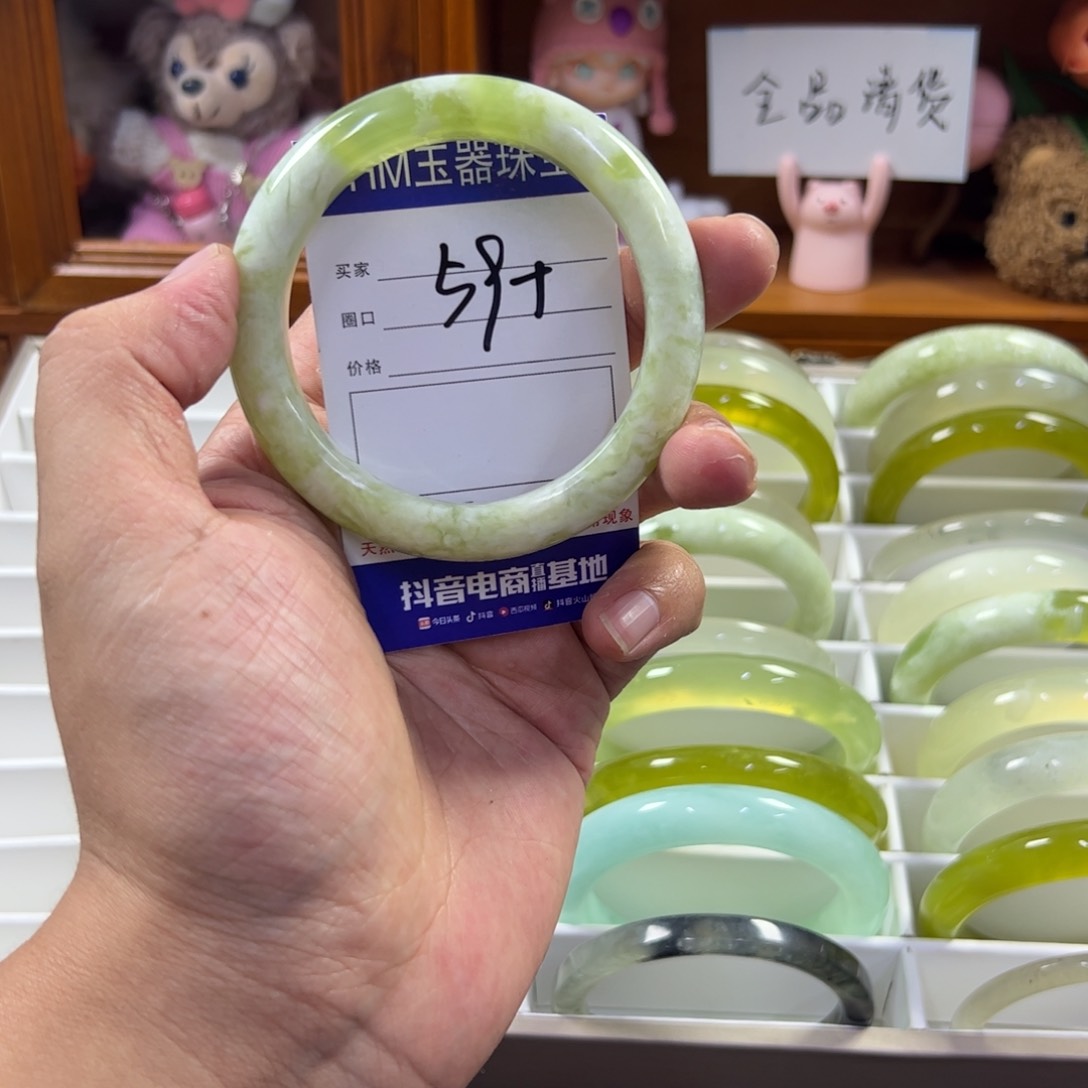 全品清货
HM玉器珠宝
买家
59+
圈口
价格
天然
现象
抖音电商直播基地
今日头条 抖音 西瓜视频 抖音火山